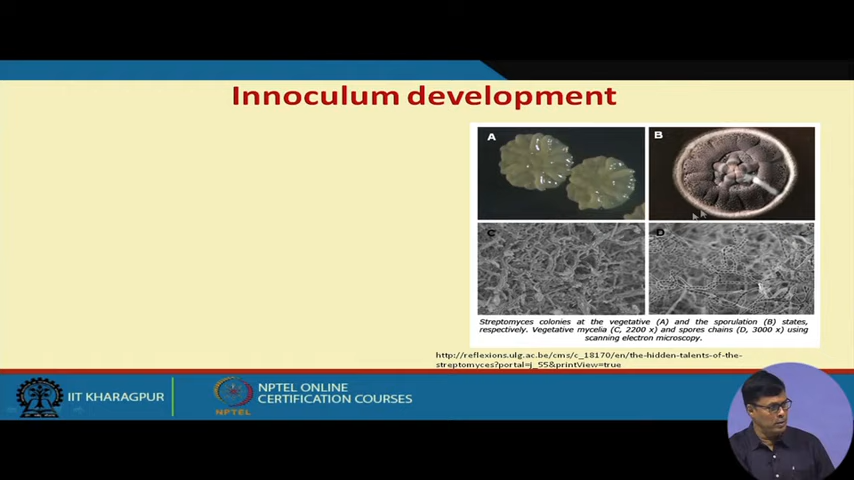 Innoculum development
A
B
C
D
Streptomyces colonies at the vegetative (A) and the sporulation (B) states,
respectively. Vegetative mycelia (C, 2200 x) and spores chains (D, 3000 x) using
scanning electron microscopy.
http://reflexions.ulg.ac.be/cms/c_18170/en/the-hidden-talents-of-the-
streptomyces?portal=j_55&printView=true
IIT KHARAGPUR
NPTEL
NPTEL ONLINE
CERTIFICATION COURSES